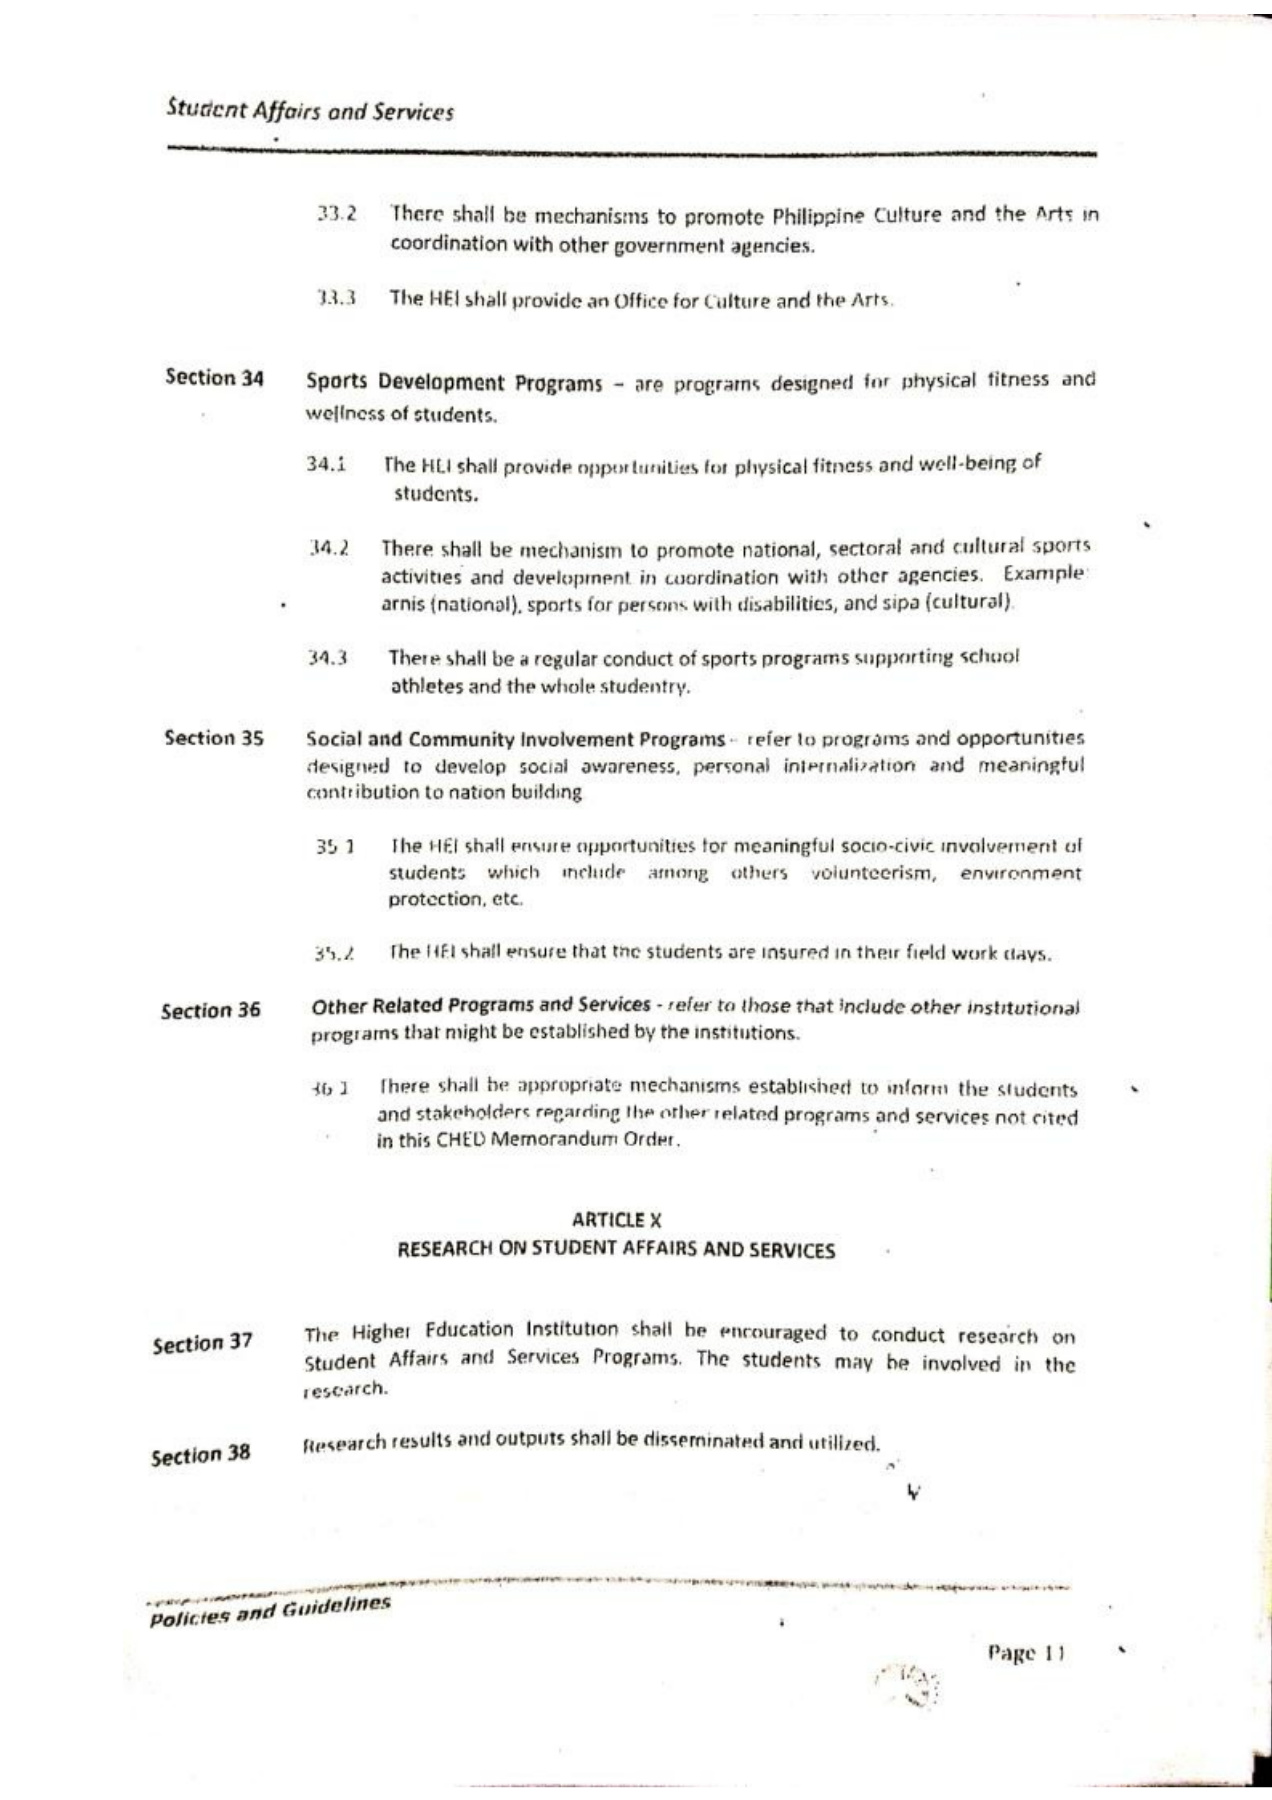 Student Affairs and Services
33.2 There shall be mechanisms to promote Philippine Culture and the Arts in
coordination with other government agencies.
33.3 The HEI shall provide an Office for Culture and the Arts.
Section 34 Sports Development Programs – are programs designed for physical fitness and
wellness of students.
34.1 The HEI shall provide opportunities for physical fitness and well-being of
students.
34.2 There shall be mechanism to promote national, sectoral and cultural sports
activities and development in coordination with other agencies. Example:
arnis (national), sports for persons with disabilities, and sipa (cultural).
34.3 There shall be a regular conduct of sports programs supporting school
athletes and the whole studentry.
Section 35 Social and Community Involvement Programs - refer to programs and opportunities
designed to develop social awareness, personal internalization and meaningful
contribution to nation building
35.1 The HEI shall ensure opportunities for meaningful socio-civic involvement of
students which include among others volunteerism, environment
protection, etc.
35.2 The HEI shall ensure that the students are insured in their field work days.
Section 36 Other Related Programs and Services - refer to those that include other institutional
programs that might be established by the institutions.
36.1 There shall be appropriate mechanisms established to inform the students
and stakeholders regarding the other related programs and services not cited
in this CHED Memorandum Order.
ARTICLE X
RESEARCH ON STUDENT AFFAIRS AND SERVICES
Section 37 The Higher Education Institution shall be encouraged to conduct research on
Student Affairs and Services Programs. The students may be involved in the
research.
Section 38 Research results and outputs shall be disseminated and utilized.
Policies and Guidelines
Page 11